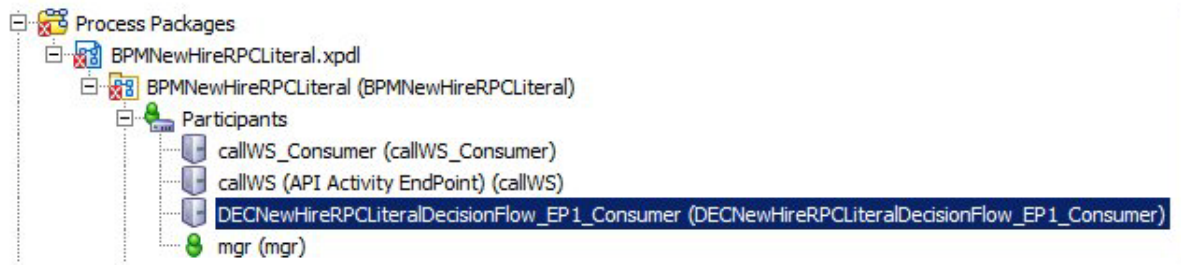 Process Packages
BPMNewHireRPCLiteral.xpdl
BPMNewHireRPCLiteral (BPMNewHireRPCLiteral)
Participants
callWS_Consumer (callWS_Consumer)
callWS (API Activity EndPoint) (callWS)
DECNewHireRPCLiteralDecisionFlow_EP1_Consumer (DECNewHireRPCLiteralDecisionFlow_EP1_Consumer)
mgr (mgr)